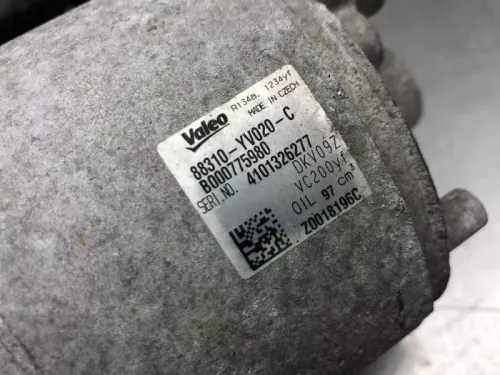 Valeo R134a, 1234yf
MADE IN CZECH
88310-YV020-C
B000775980 DKV09Z
SERI.NO. 4101326277 VC200yf
OIL 97 cm³
Z0018196C